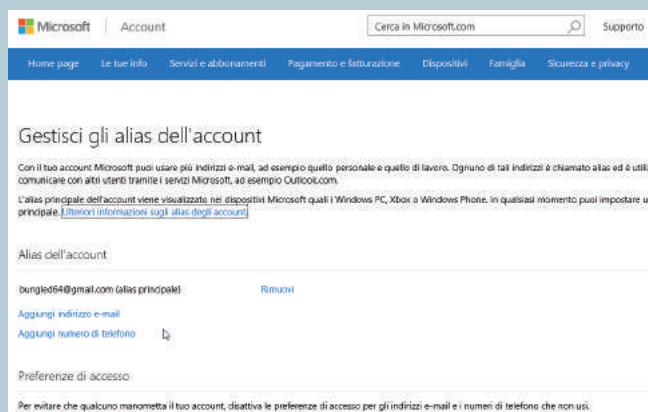 Microsoft Account Cerca in Microsoft.com Supporto
Home page Le tue info Servizi e abbonamenti Pagamento e fatturazione Dispositivi Famiglia Sicurezza e privacy
Gestisci gli alias dell'account
Con il tuo account Microsoft puoi usare più indirizzi e-mail, ad esempio quello personale e quello di lavoro. Ognuno di tali indirizzi è chiamato alias ed è utili
comunicare con altri utenti tramite i servizi Microsoft, ad esempio Outlook.com.
L'alias principale dell'account viene visualizzato nei dispositivi Microsoft quali i Windows PC, Xbox o Windows Phone. In qualsiasi momento puoi impostare u
principale. Ulteriori informazioni sugli alias degli account.
Alias dell'account
bungled64@gmail.com (alias principale) Rimuovi
Aggiungi indirizzo e-mail
Aggiungi numero di telefono
Preferenze di accesso
Per evitare che qualcuno manometta il tuo account, disattiva le preferenze di accesso per gli indirizzi e-mail e i numeri di telefono che non usi.